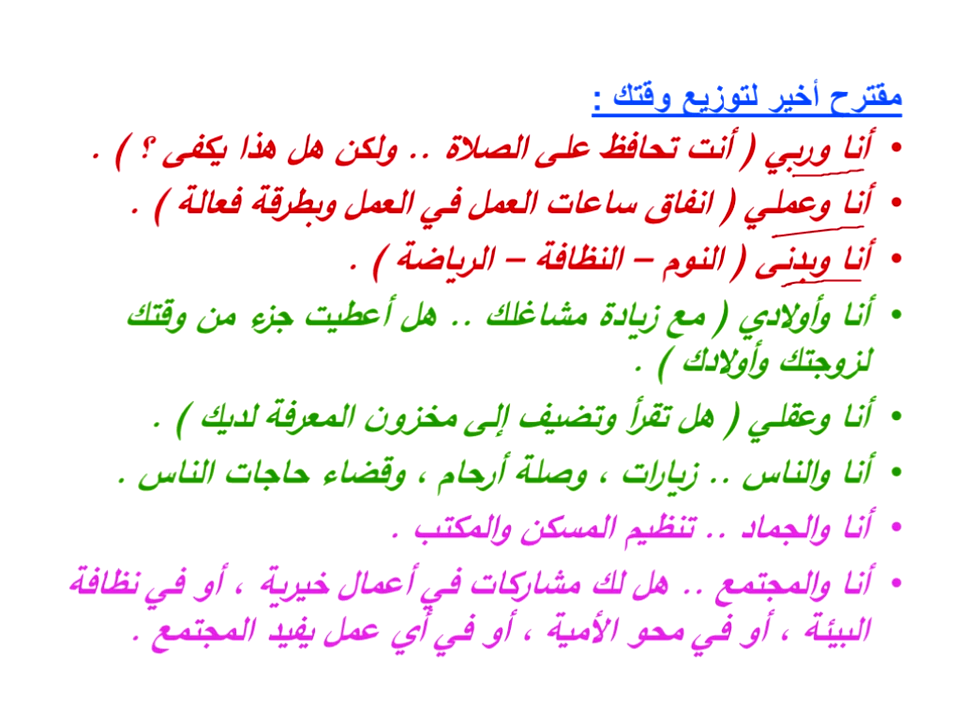 مقترح أخير لتوزيع وقتك :
• أنا وربي ( أنت تحافظ على الصلاة .. ولكن هل هذا يكفى ؟ ) .
• أنا وعملي ( انفاق ساعات العمل في العمل وبطرقة فعالة ) .
• أنا وبدنى ( النوم – النظافة – الرياضة ) .
• أنا وأولادي ( مع زيادة مشاغلك .. هل أعطيت جزء من وقتك
لزوجتك وأولادك ) .
• أنا وعقلي ( هل تقرأ وتضيف إلى مخزون المعرفة لديك ) .
• أنا والناس .. زيارات ، وصلة أرحام ، وقضاء حاجات الناس .
• أنا والجماد .. تنظيم المسكن والمكتب .
• أنا والمجتمع .. هل لك مشاركات في أعمال خيرية ، أو في نظافة
البيئة ، أو في محو الأمية ، أو في أي عمل يفيد المجتمع .